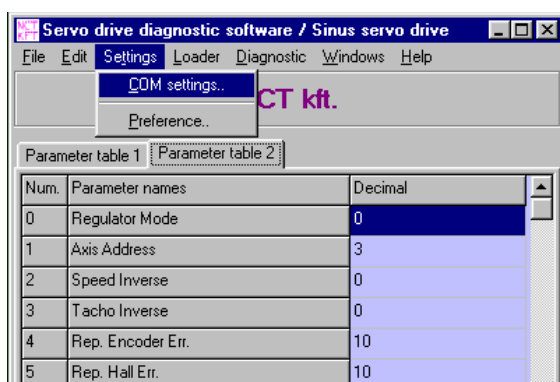 NCT KFT Servo drive diagnostic software / Sinus servo drive
File Edit Settings Loader Diagnostic Windows Help
COM settings..
CT kft.
Preference..
Parameter table 1 Parameter table 2
Num. Parameter names Decimal
0 Regulator Mode 0
1 Axis Address 3
2 Speed Inverse 0
3 Tacho Inverse 0
4 Rep. Encoder Err. 10
5 Rep. Hall Err. 10